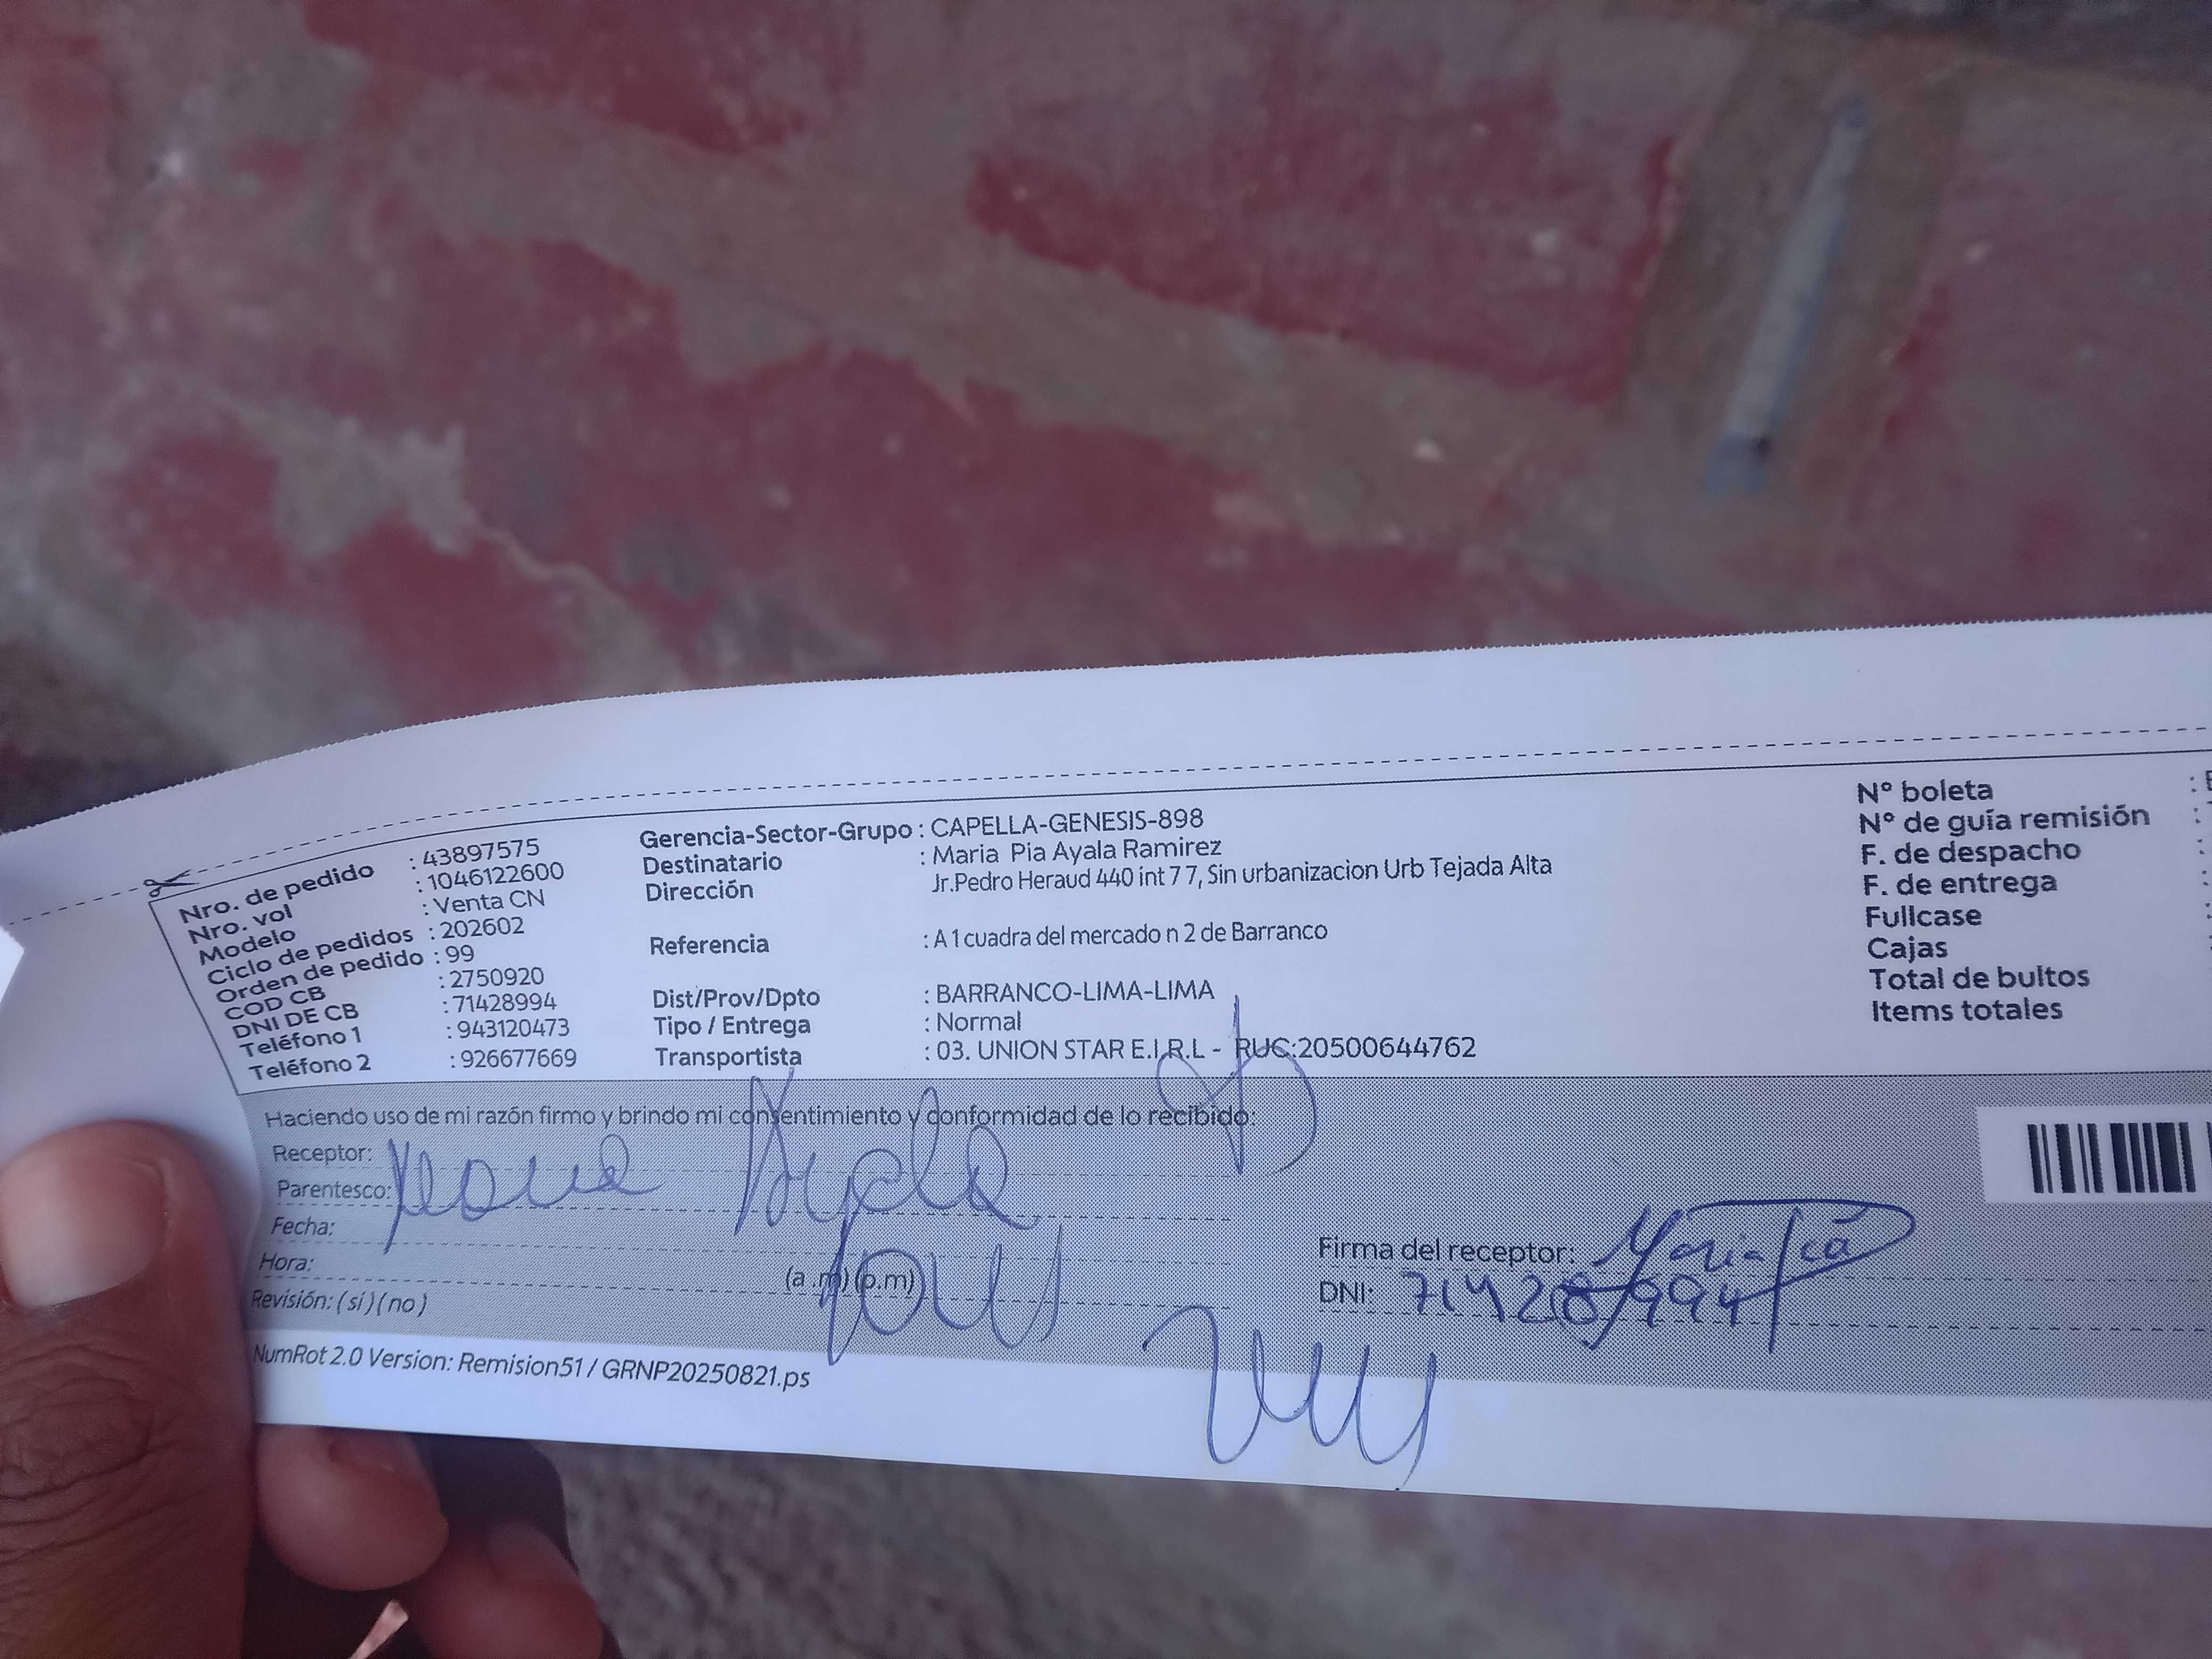 Nro. de pedido : 43897575
Nro. vol : 1046122600
Modelo : Venta CN
Ciclo de pedidos : 202602
Orden de pedido : 99
COD CB : 2750920
DNI DE CB : 71428994
Teléfono 1 : 943120473
Teléfono 2 : 926677669
Gerencia-Sector-Grupo : CAPELLA-GENESIS-898
Destinatario : Maria Pia Ayala Ramirez
Dirección Jr.Pedro Heraud 440 int 7 7, Sin urbanizacion Urb Tejada Alta
Referencia : A 1 cuadra del mercado n 2 de Barranco
Dist/Prov/Dpto : BARRANCO-LIMA-LIMA
Tipo / Entrega : Normal
Transportista : 03. UNION STAR E.I.R.L - RUC:20500644762
N° boleta :
N° de guía remisión :
F. de despacho :
F. de entrega :
Fullcase :
Cajas :
Total de bultos
Items totales
Haciendo uso de mi razón firmo y brindo mi consentimiento y conformidad de lo recibido:
Receptor:
Parentesco: Ayala
Fecha:
Hora: (a.m) (p.m)
Revisión: (si) (no)
Firma del receptor: Maria
DNI: 71428994
NumRot 2.0 Version: Remision51 / GRNP20250821.ps